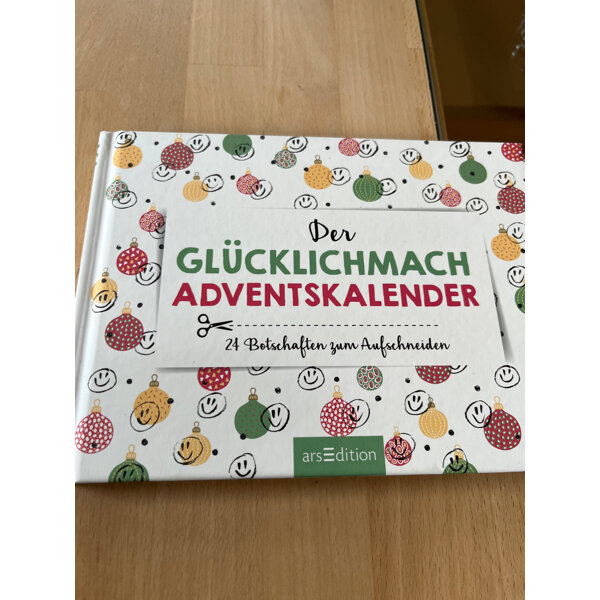 Der
GLÜCKLICHMACH
ADVENTSKALENDER
24 Botschaften zum Aufschneiden
arsEdition